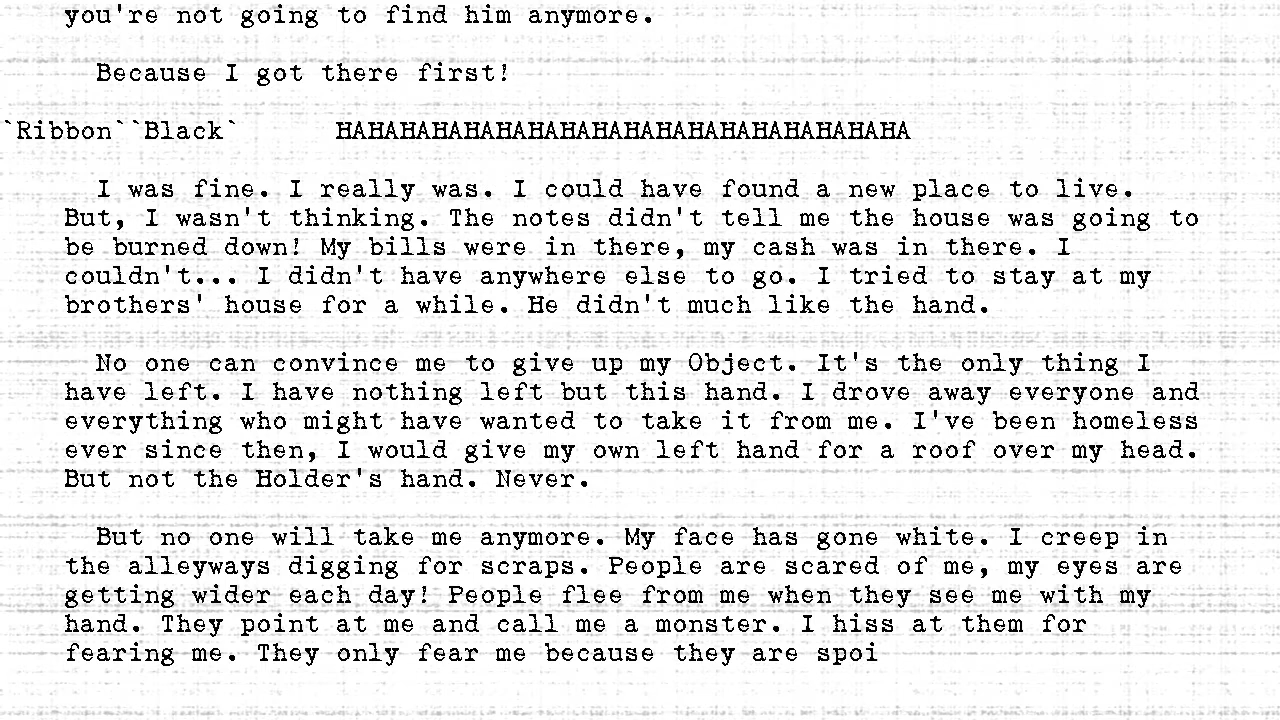 you're not going to find him anymore.
Because I got there first!
`Ribbon``Black` HAHAHAHAHAHAHAHAHAHAHAHAHAHAHAHAHAHA
I was fine. I really was. I could have found a new place to live.
But, I wasn't thinking. The notes didn't tell me the house was going to
be burned down! My bills were in there, my cash was in there. I
couldn't... I didn't have anywhere else to go. I tried to stay at my
brothers' house for a while. He didn't much like the hand.
No one can convince me to give up my Object. It's the only thing I
have left. I have nothing left but this hand. I drove away everyone and
everything who might have wanted to take it from me. I've been homeless
ever since then, I would give my own left hand for a roof over my head.
But not the Holder's hand. Never.
But no one will take me anymore. My face has gone white. I creep in
the alleyways digging for scraps. People are scared of me, my eyes are
getting wider each day! People flee from me when they see me with my
hand. They point at me and call me a monster. I hiss at them for
fearing me. They only fear me because they are spoi